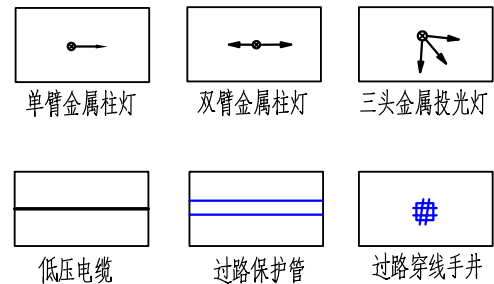 单臂金属柱灯
双臂金属柱灯
三头金属投光灯
低压电缆
过路保护管
过路穿线手井